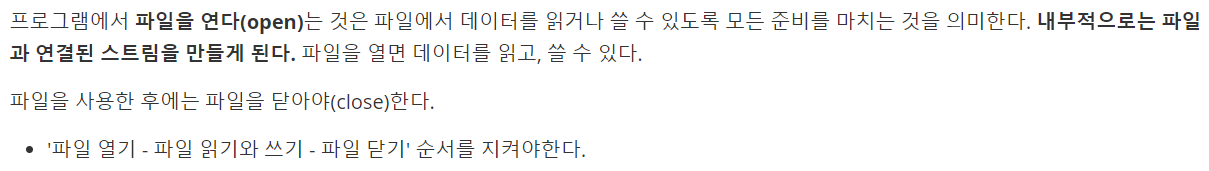 프로그램에서 파일을 연다(open)는 것은 파일에서 데이터를 읽거나 쓸 수 있도록 모든 준비를 마치는 것을 의미한다. 내부적으로는 파일
과 연결된 스트림을 만들게 된다. 파일을 열면 데이터를 읽고, 쓸 수 있다.
파일을 사용한 후에는 파일을 닫아야(close)한다.
• '파일 열기 - 파일 읽기와 쓰기 - 파일 닫기' 순서를 지켜야한다.